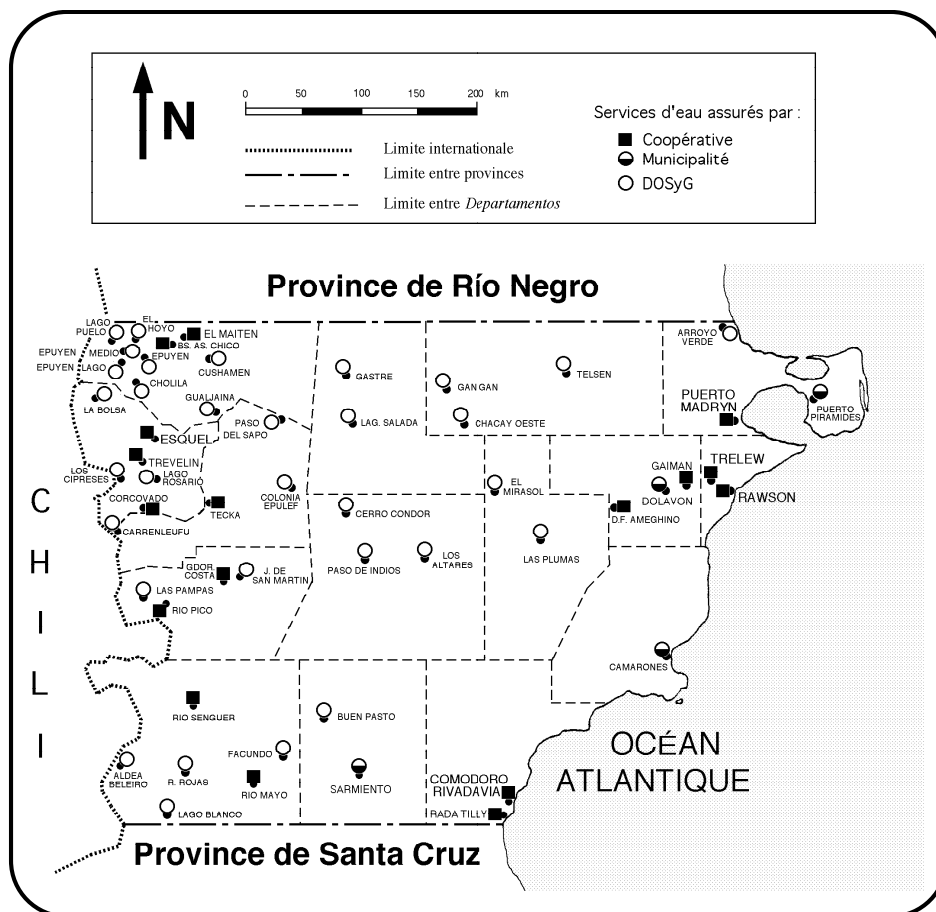 N
0 50 100 150 200 km
Limite internationale
Limite entre provinces
Limite entre Departamentos
Services d'eau assurés par :
Coopérative
Municipalité
DOSyG
Province de Río Negro
LAGO
PUELO
EL
HOYO
EL MAITEN
BS. AS. CHICO
EPUYEN
MEDIO
EPUYEN
EPUYEN LAGO
CUSHAMEN
CHOLILA
LA BOLSA
GUALJAINA
PASO
DEL SAPO
GASTRE
LAG. SALADA
GAN GAN
CHACAY OESTE
TELSEN
ARROYO
VERDE
PUERTO
MADRYN
PUERTO
PIRAMIDES
ESQUEL
TREVELIN
LOS
CIPRESES
LAGO
ROSARIO
CORCOVADO
CARRENLEUFU
TECKA
COLONIA
EPULEF
CERRO CONDOR
EL
MIRASOL
GAIMAN
TRELEW
DOLAVON
RAWSON
D.F. AMEGHINO
GDOR.
COSTA
J. DE
SAN MARTIN
PASO DE INDIOS
LOS
ALTARES
LAS PLUMAS
LAS PAMPAS
RIO PICO
CAMARONES
CHILI
RIO SENGUER
BUEN PASTO
FACUNDO
ALDEA
BELEIRO
R. ROJAS
RIO MAYO
SARMIENTO
LAGO BLANCO
COMODORO
RIVADAVIA
RADA TILLY
OCÉAN
ATLANTIQUE
Province de Santa Cruz